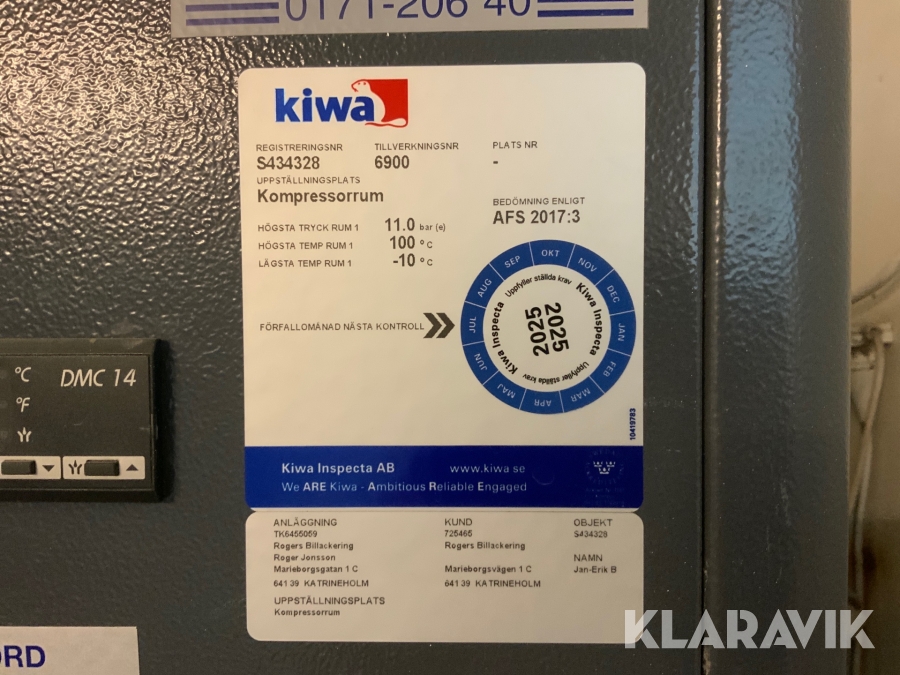 0171-206 40
kiwa
REGISTRERINGSNR TILLVERKNINGSNR PLATS NR
S434328 6900 -
UPPSTÄLLNINGSPLATS
Kompressorrum
BEDÖMNING ENLIGT
AFS 2017:3
HÖGSTA TRYCK RUM 1 11.0 bar (e)
HÖGSTA TEMP RUM 1 100 °C
LÄGSTA TEMP RUM 1 -10 °C
FÖRFALLOMÅNAD NÄSTA KONTROLL
JAN FEB MAR APR MAJ JUN JUL AUG SEP OKT NOV DEC
Uppfyller ställda krav Kiwa Inspecta
Uppfyller ställda krav Kiwa Inspecta
2025
2025
10419783
°C
°F
DMC 14
Kiwa Inspecta AB www.kiwa.se
We ARE Kiwa - Ambitious Reliable Engaged
ANLÄGGNING KUND OBJEKT
TK6455059 725465 S434328
Rogers Billackering Rogers Billackering
Roger Jonsson NAMN
Marieborgsgatan 1 C Marieborgsvägen 1 C Jan-Erik B
641 39 KATRINEHOLM 641 39 KATRINEHOLM
UPPSTÄLLNINGSPLATS
Kompressorrum
KLARAVIK
ORD